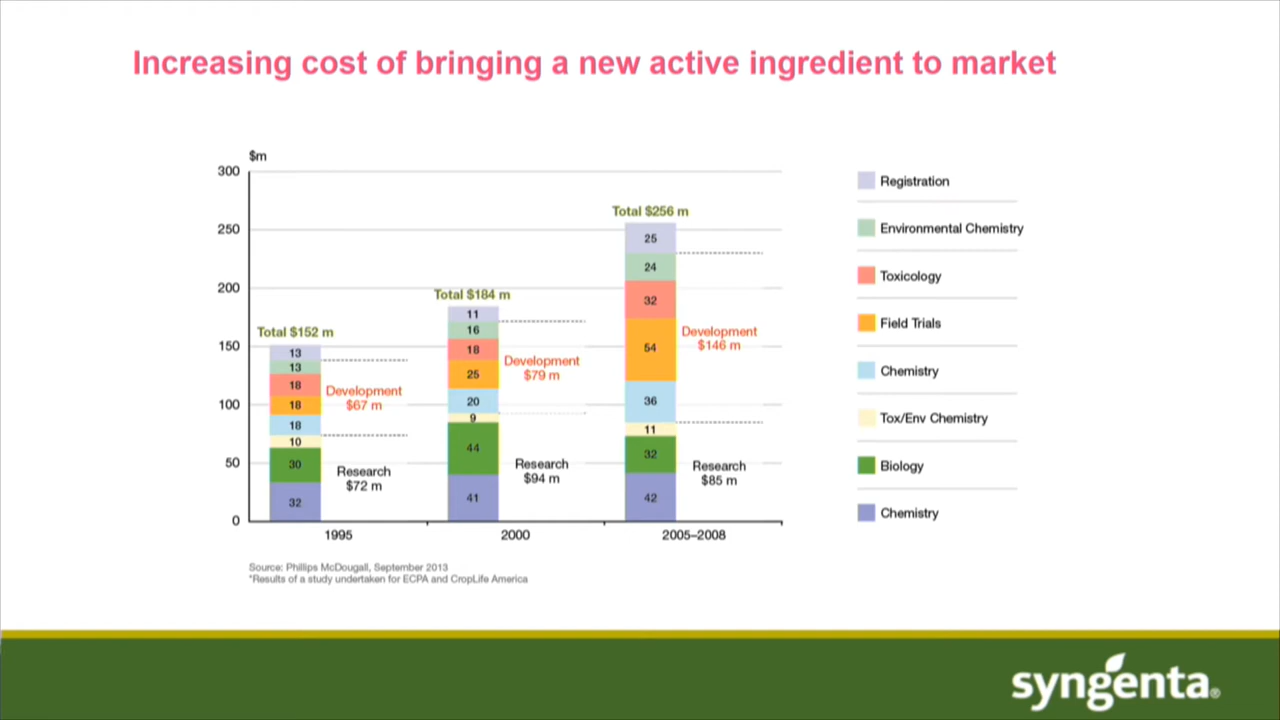 Increasing cost of bringing a new active ingredient to market
$m
300
250
200
150
100
50
0
Total $152 m
13
13
18
18
18
10
30
32
Development
$67 m
Research
$72 m
1995
Total $184 m
11
16
18
25
20
9
44
41
Development
$79 m
Research
$94 m
2000
Total $256 m
25
24
32
54
36
11
32
42
Development
$146 m
Research
$85 m
2005–2008
Registration
Environmental Chemistry
Toxicology
Field Trials
Chemistry
Tox/Env Chemistry
Biology
Chemistry
Source: Phillips McDougall, September 2013
*Results of a study undertaken for ECPA and CropLife America
syngenta®